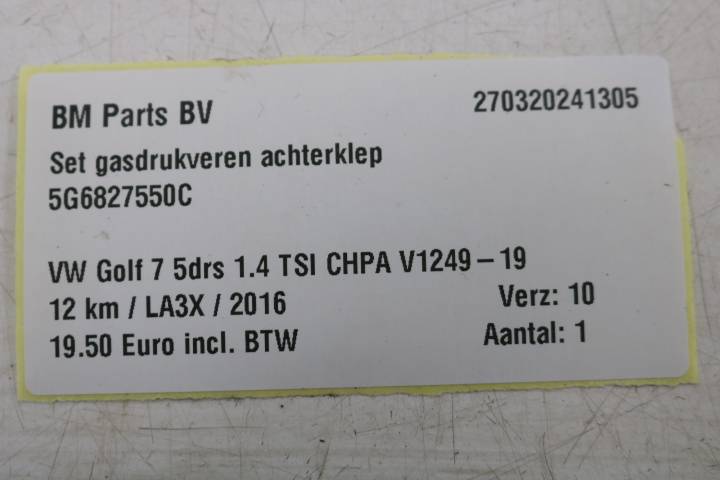 BM Parts BV 270320241305
Set gasdrukveren achterklep
5G6827550C
VW Golf 7 5drs 1.4 TSI CHPA V1249-19
12 km / LA3X / 2016 Verz: 10
19.50 Euro incl. BTW Aantal: 1